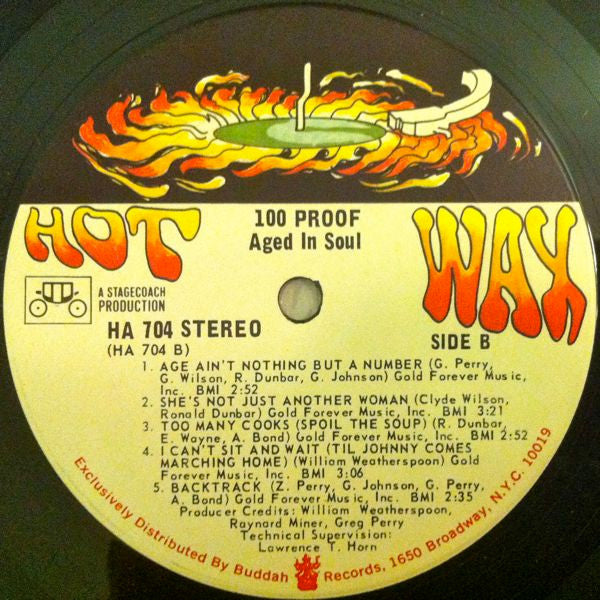 HOT WAX
100 PROOF
Aged In Soul
A STAGECOACH
PRODUCTION
HA 704 STEREO
(HA 704 B)
SIDE B
1. AGE AIN'T NOTHING BUT A NUMBER (G. Perry,
G. Wilson, R. Dunbar, G. Johnson) Gold Forever Music,
Inc. BMI 2:52
2. SHE'S NOT JUST ANOTHER WOMAN (Clyde Wilson,
Ronald Dunbar) Gold Forever Music, Inc. BMI 3:21
3. TOO MANY COOKS (SPOIL THE SOUP) (R. Dunbar,
E. Wayne, A. Bond) Gold Forever Music, Inc. BMI 2:52
4. I CAN'T SIT AND WAIT (TIL JOHNNY COMES
MARCHING HOME) (William Weatherspoon) Gold
Forever Music, Inc. BMI 3:06
5. BACKTRACK (Z. Perry, G. Johnson, G. Perry,
A. Bond) Gold Forever Music, Inc. BMI 2:35
Producer Credits: William Weatherspoon,
Raynard Miner, Greg Perry
Technical Supervision:
Lawrence T. Horn
Exclusively Distributed By Buddah Records, 1650 Broadway, N.Y.C. 10019